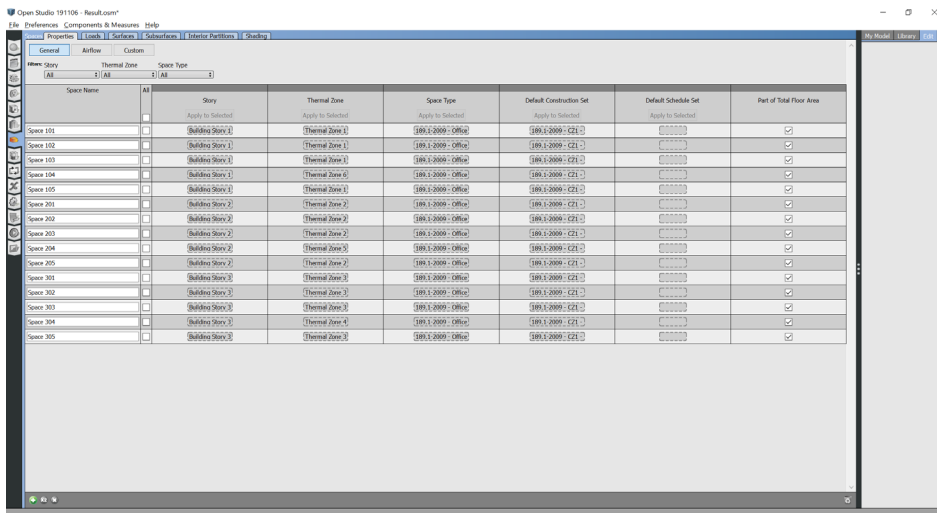 Open Studio 191106 - Result.osm*
File Preferences Components & Measures Help
Spaces Properties Loads Surfaces Subsurfaces Interior Partitions Shading
My Model Library Edit
General Airflow Custom
Filters: Story Thermal Zone Space Type
All All All
Space Name All
Story Thermal Zone Space Type Default Construction Set Default Schedule Set Part of Total Floor Area
Apply to Selected Apply to Selected Apply to Selected Apply to Selected Apply to Selected
Space 101 Building Story 1 Thermal Zone 1 189.1-2009 - Office 189.1-2009 - CZ1 -
Space 102 Building Story 1 Thermal Zone 1 189.1-2009 - Office 189.1-2009 - CZ1 -
Space 103 Building Story 1 Thermal Zone 1 189.1-2009 - Office 189.1-2009 - CZ1 -
Space 104 Building Story 1 Thermal Zone 6 189.1-2009 - Office 189.1-2009 - CZ1 -
Space 105 Building Story 1 Thermal Zone 1 189.1-2009 - Office 189.1-2009 - CZ1 -
Space 201 Building Story 2 Thermal Zone 2 189.1-2009 - Office 189.1-2009 - CZ1 -
Space 202 Building Story 2 Thermal Zone 2 189.1-2009 - Office 189.1-2009 - CZ1 -
Space 203 Building Story 2 Thermal Zone 2 189.1-2009 - Office 189.1-2009 - CZ1 -
Space 204 Building Story 2 Thermal Zone 5 189.1-2009 - Office 189.1-2009 - CZ1 -
Space 205 Building Story 2 Thermal Zone 2 189.1-2009 - Office 189.1-2009 - CZ1 -
Space 301 Building Story 3 Thermal Zone 3 189.1-2009 - Office 189.1-2009 - CZ1 -
Space 302 Building Story 3 Thermal Zone 3 189.1-2009 - Office 189.1-2009 - CZ1 -
Space 303 Building Story 3 Thermal Zone 3 189.1-2009 - Office 189.1-2009 - CZ1 -
Space 304 Building Story 3 Thermal Zone 4 189.1-2009 - Office 189.1-2009 - CZ1 -
Space 305 Building Story 3 Thermal Zone 3 189.1-2009 - Office 189.1-2009 - CZ1 -